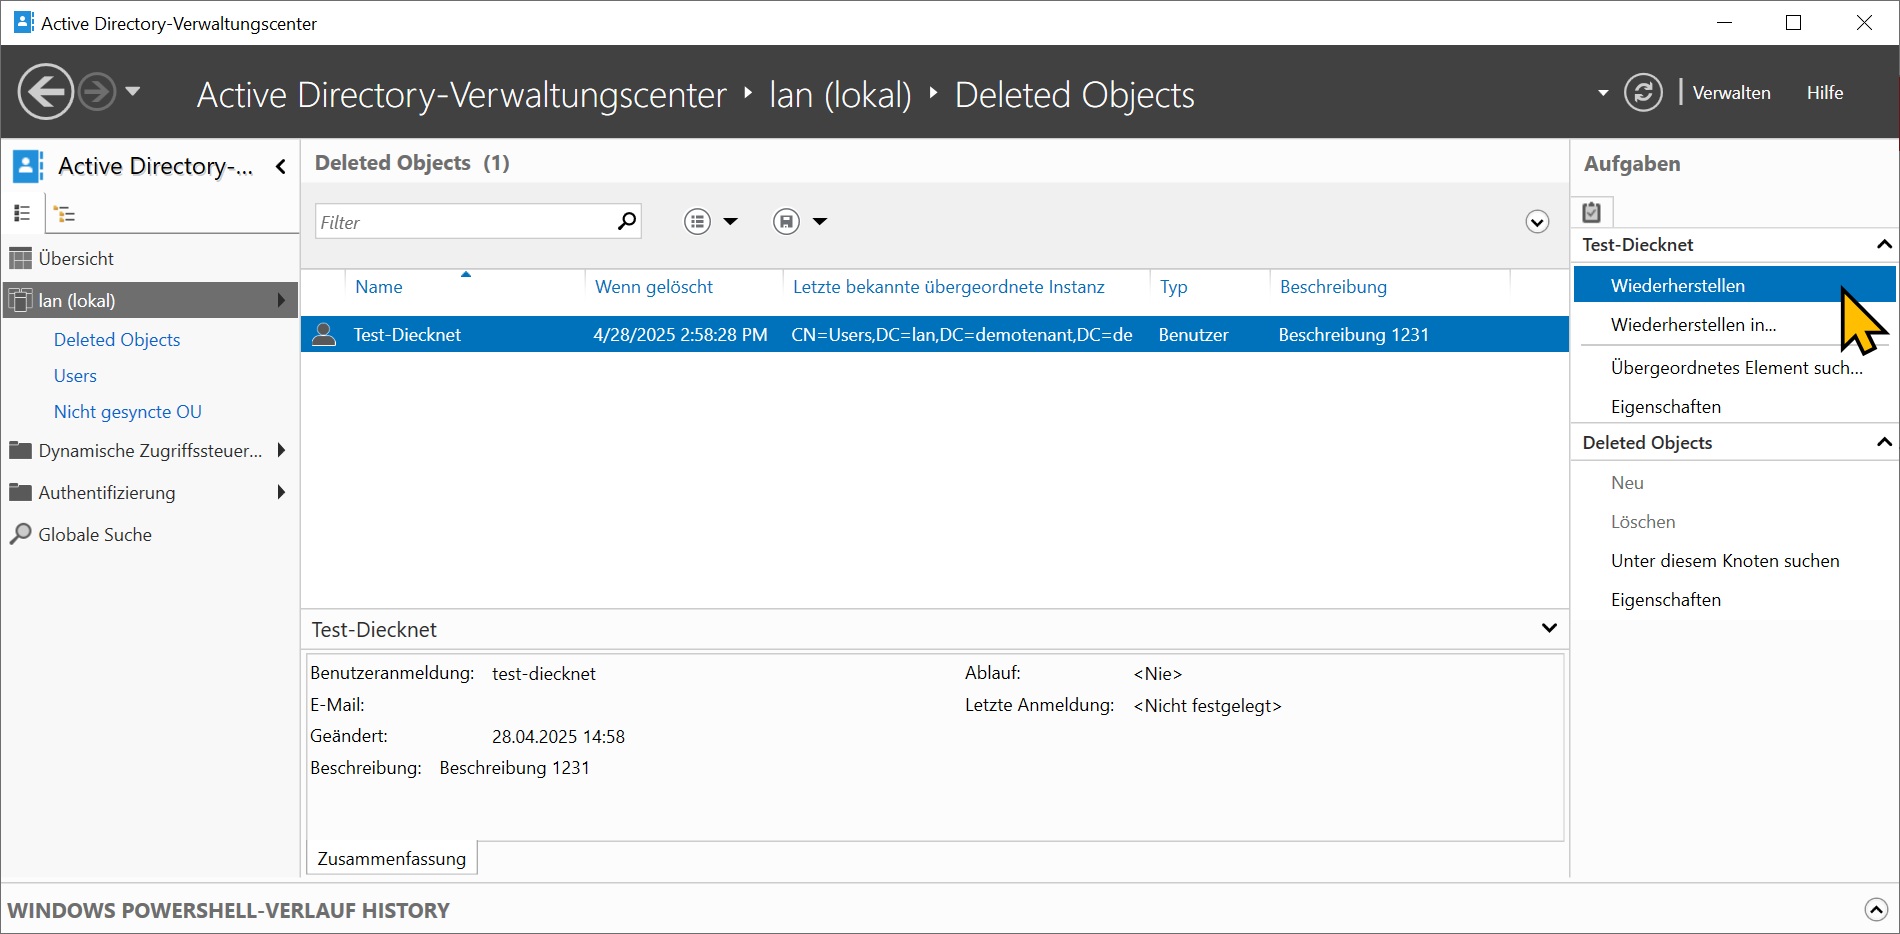 Active Directory-Verwaltungscenter
Active Directory-Verwaltungscenter lan (lokal) Deleted Objects
Verwalten Hilfe
Active Directory-...
Übersicht
lan (lokal)
Deleted Objects
Users
Nicht gesyncte OU
Dynamische Zugriffssteuer...
Authentifizierung
Globale Suche
Deleted Objects (1)
Filter
Name Wenn gelöscht Letzte bekannte übergeordnete Instanz Typ Beschreibung
Test-Diecknet 4/28/2025 2:58:28 PM CN=Users,DC=lan,DC=demotenant,DC=de Benutzer Beschreibung 1231
Test-Diecknet
Benutzeranmeldung: test-diecknet Ablauf: <Nie>
E-Mail: Letzte Anmeldung: <Nicht festgelegt>
Geändert: 28.04.2025 14:58
Beschreibung: Beschreibung 1231
Zusammenfassung
Aufgaben
Test-Diecknet
Wiederherstellen
Wiederherstellen in...
Übergeordnetes Element such...
Eigenschaften
Deleted Objects
Neu
Löschen
Unter diesem Knoten suchen
Eigenschaften
WINDOWS POWERSHELL-VERLAUF HISTORY